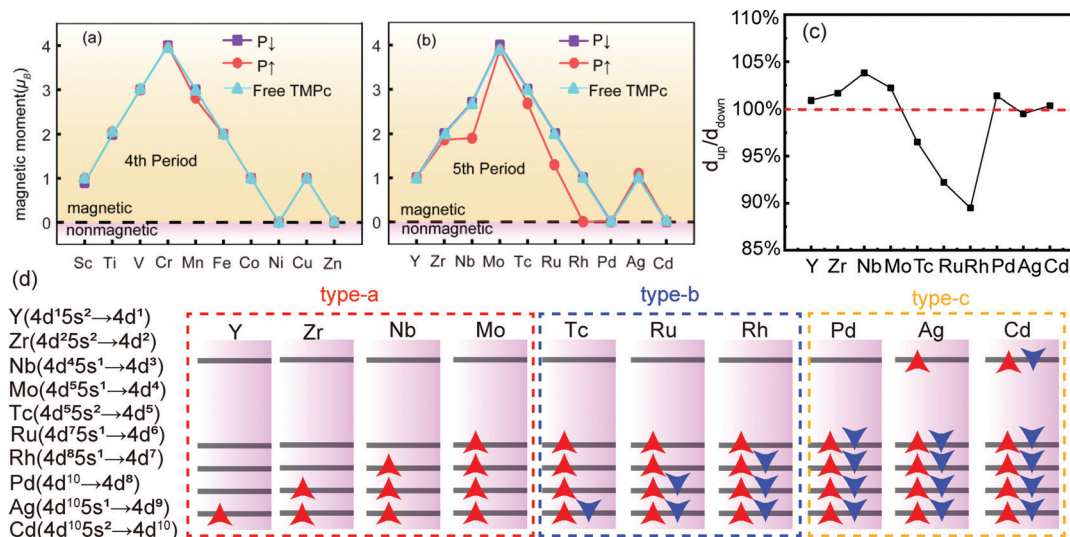 (a)
P↓
P↑
Free TMPc
magnetic moment(μB)
4
3
2
1
0
4th Period
magnetic
nonmagnetic
Sc Ti V Cr Mn Fe Co Ni Cu Zn
(b)
P↓
P↑
Free TMPc
4
3
2
1
0
5th Period
magnetic
nonmagnetic
Y Zr Nb Mo Tc Ru Rh Pd Ag Cd
(c)
dup/ddown
110%
105%
100%
95%
90%
85%
Y Zr Nb Mo Tc Ru Rh Pd Ag Cd
(d)
type-a
type-b
type-c
Y(4d¹5s²→4d¹)
Zr(4d²5s²→4d²)
Nb(4d⁴5s¹→4d³)
Mo(4d⁵5s¹→4d⁴)
Tc(4d⁵5s²→4d⁵)
Ru(4d⁷5s¹→4d⁶)
Rh(4d⁸5s¹→4d⁷)
Pd(4d¹⁰→4d⁸)
Ag(4d¹⁰5s¹→4d⁹)
Cd(4d¹⁰5s²→4d¹⁰)
Y Zr Nb Mo
Tc Ru Rh
Pd Ag Cd